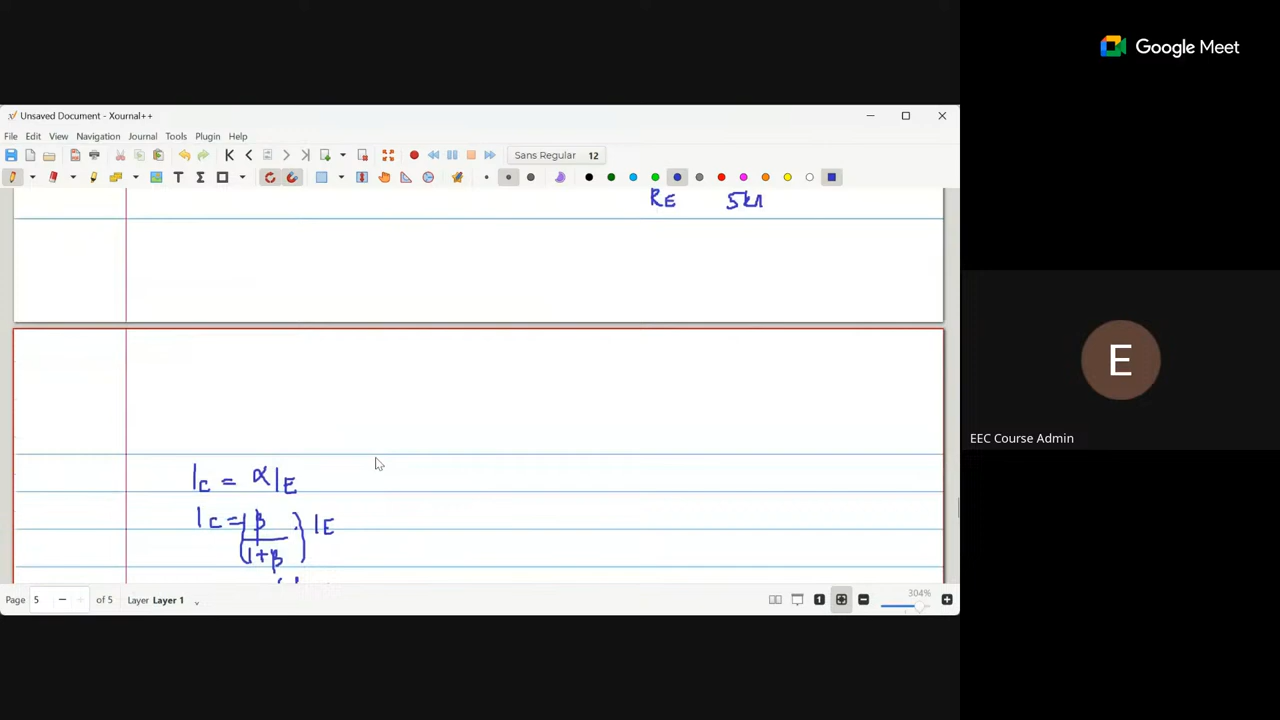 Google Meet
Unsaved Document - Xournal++
File Edit View Navigation Journal Tools Plugin Help
Sans Regular 12
RE 5kΩ
IC = αIE
IC = (β/(1+β)) IE
E
EEC Course Admin
Page 5 of 5 Layer Layer 1
304%